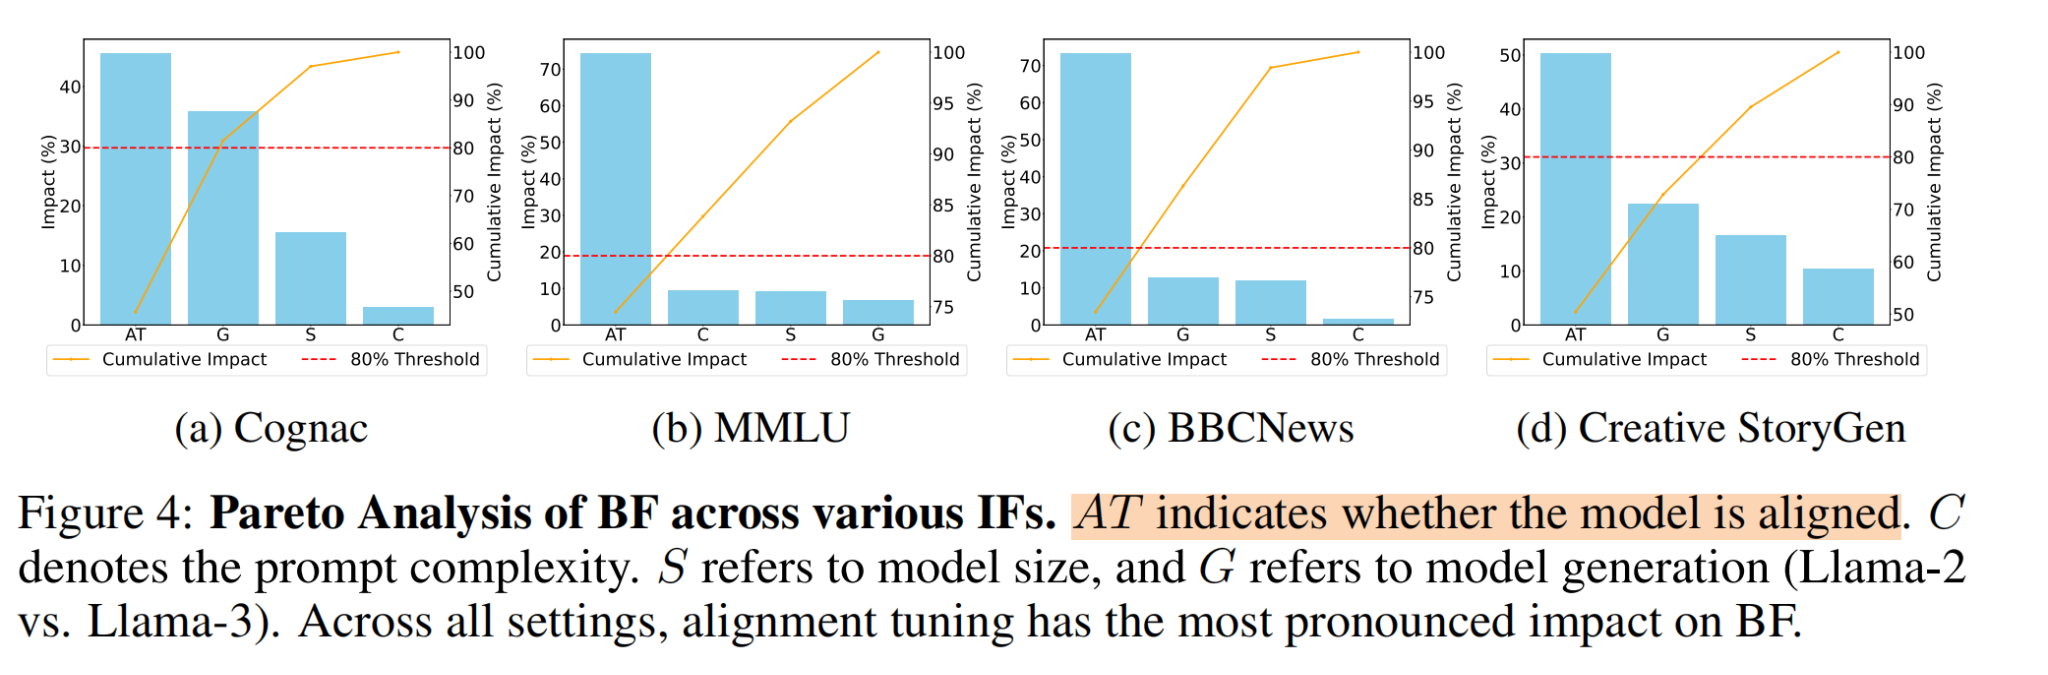 Impact (%)
40
30
20
10
0
AT G S C
100
90
80
70
60
50
Cumulative Impact (%)
Cumulative Impact 80% Threshold
(a) Cognac
Impact (%)
70
60
50
40
30
20
10
0
AT C S G
100
95
90
85
80
75
Cumulative Impact (%)
Cumulative Impact 80% Threshold
(b) MMLU
Impact (%)
70
60
50
40
30
20
10
0
AT G S C
100
95
90
85
80
75
Cumulative Impact (%)
Cumulative Impact 80% Threshold
(c) BBCNews
Impact (%)
50
40
30
20
10
0
AT G S C
100
90
80
70
60
50
Cumulative Impact (%)
Cumulative Impact 80% Threshold
(d) Creative StoryGen
Figure 4: Pareto Analysis of BF across various IFs. AT indicates whether the model is aligned. C
denotes the prompt complexity. S refers to model size, and G refers to model generation (Llama-2
vs. Llama-3). Across all settings, alignment tuning has the most pronounced impact on BF.